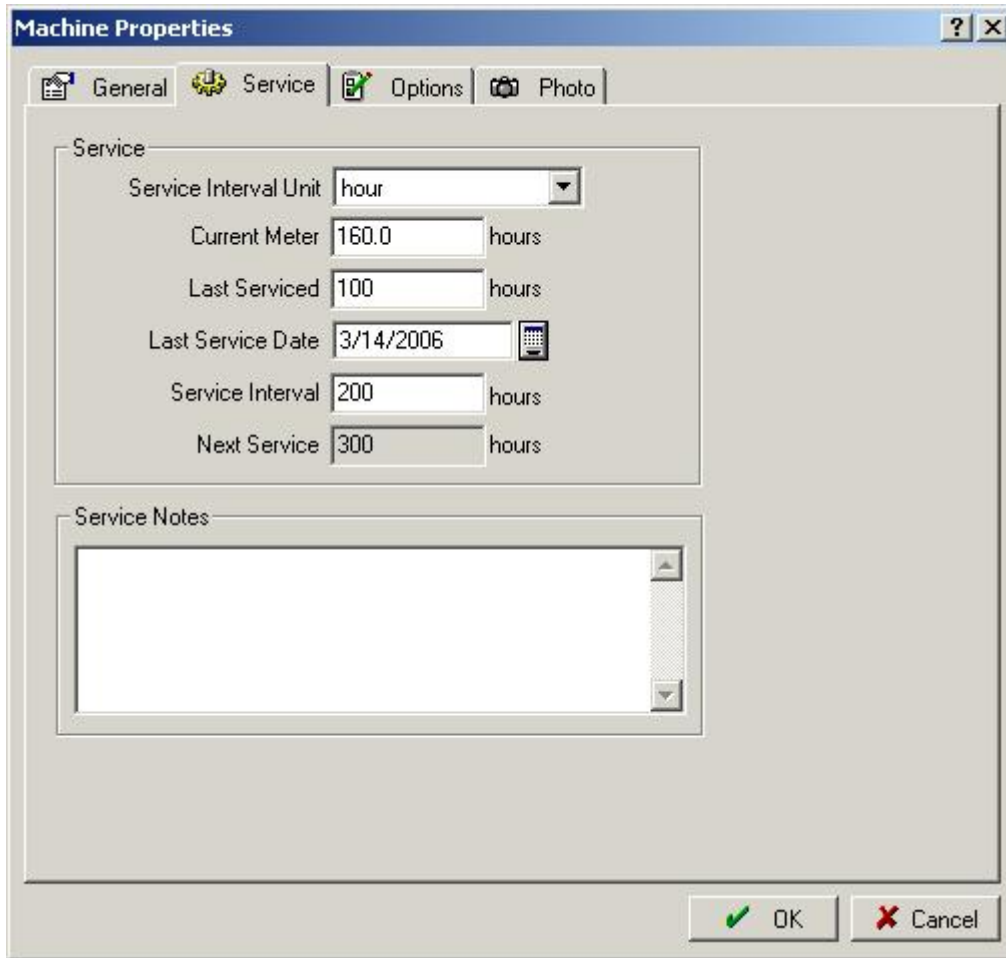 Machine Properties
General Service Options Photo
Service
Service Interval Unit hour
Current Meter 160.0 hours
Last Serviced 100 hours
Last Service Date 3/14/2006
Service Interval 200 hours
Next Service 300 hours
Service Notes
OK Cancel